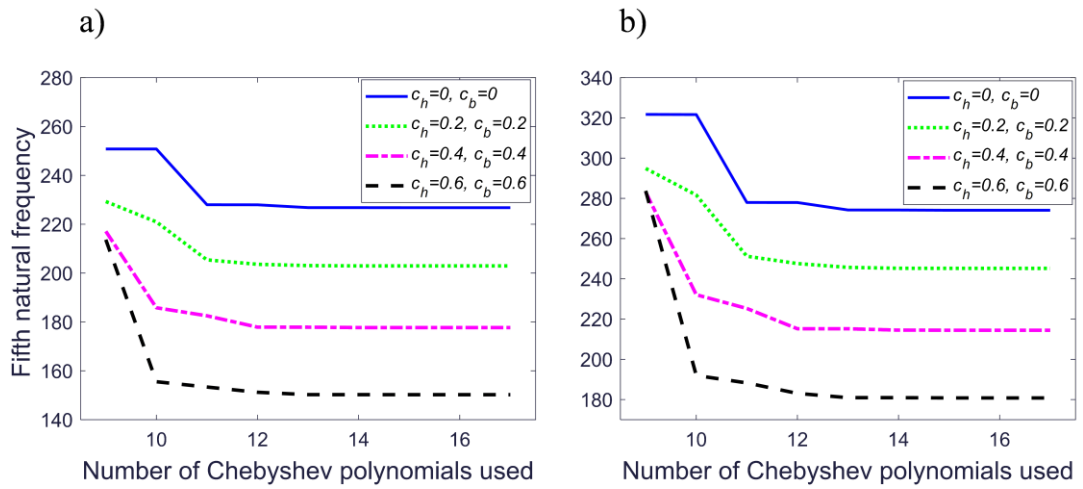 a)
b)
280
260
240
220
200
180
160
140
10
12
14
16
Fifth natural frequency
Number of Chebyshev polynomials used
c_h=0, c_b=0
c_h=0.2, c_b=0.2
c_h=0.4, c_b=0.4
c_h=0.6, c_b=0.6
340
320
300
280
260
240
220
200
180
10
12
14
16
Number of Chebyshev polynomials used
c_h=0, c_b=0
c_h=0.2, c_b=0.2
c_h=0.4, c_b=0.4
c_h=0.6, c_b=0.6